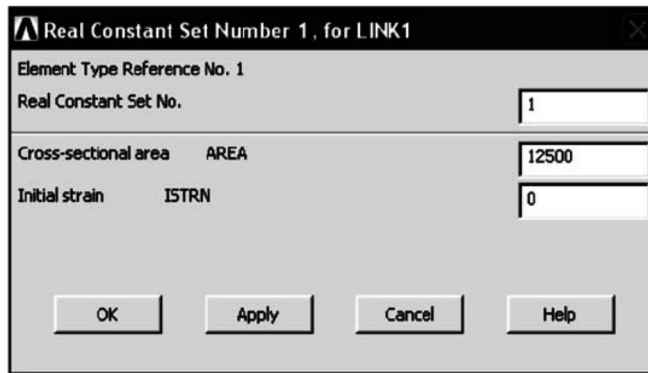 Real Constant Set Number 1, for LINK1
Element Type Reference No. 1
Real Constant Set No. 1
Cross-sectional area AREA 12500
Initial strain ISTRN 0
OK Apply Cancel Help